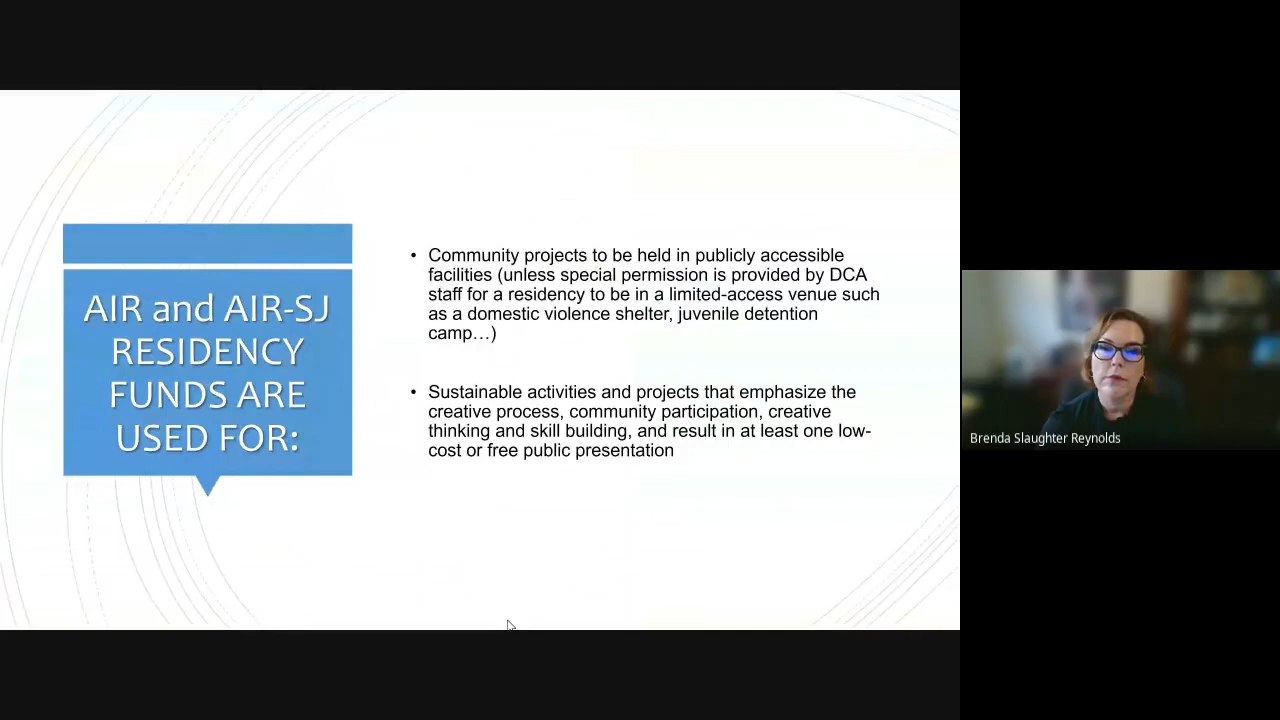 AIR and AIR-SJ
RESIDENCY
FUNDS ARE
USED FOR:
• Community projects to be held in publicly accessible
facilities (unless special permission is provided by DCA
staff for a residency to be in a limited-access venue such
as a domestic violence shelter, juvenile detention
camp…)
• Sustainable activities and projects that emphasize the
creative process, community participation, creative
thinking and skill building, and result in at least one low-
cost or free public presentation
Brenda Slaughter Reynolds